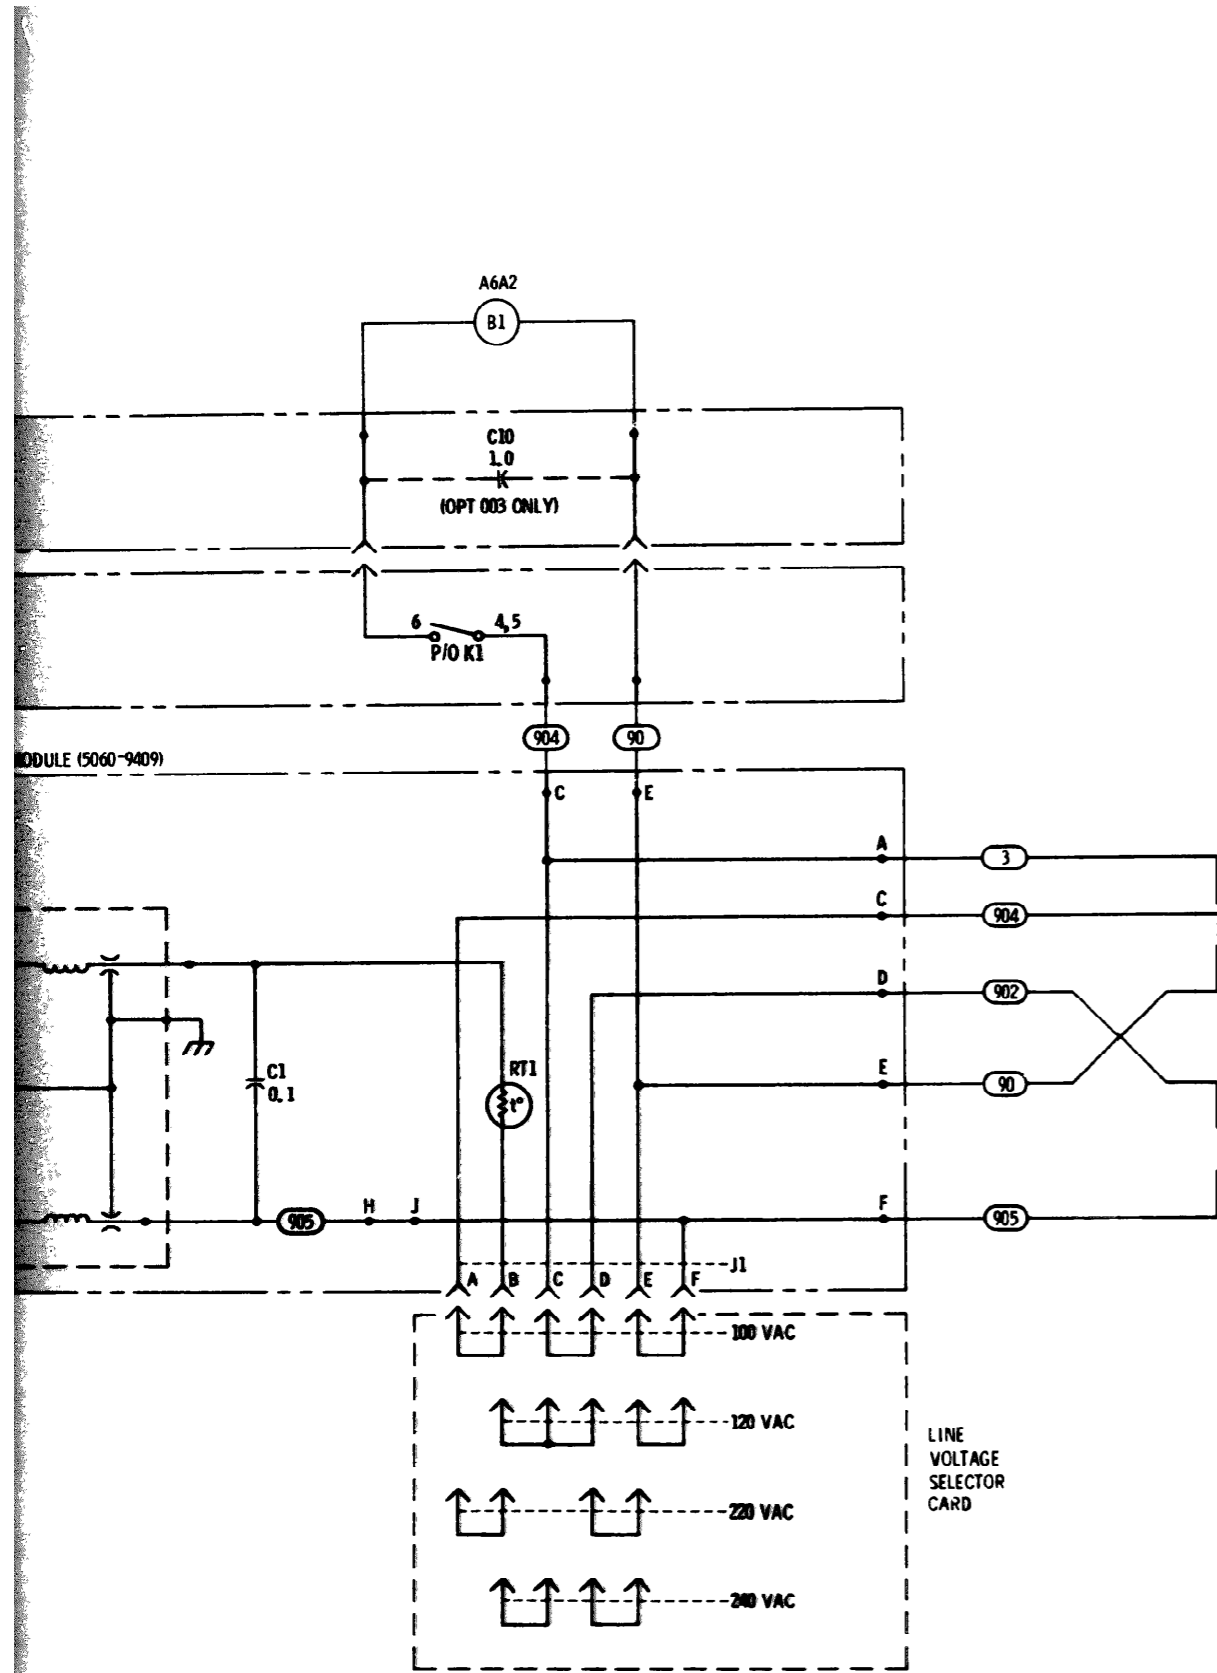 A6A2
B1
C10
1.0
(OPT 003 ONLY)
6
4,5
P/O K1
904
90
ODULE (5060-9409)
C
E
A
3
C
904
D
902
RT1
t°
C1
0.1
E
90
905
H
J
F
905
J1
A
B
C
D
E
F
100 VAC
120 VAC
220 VAC
240 VAC
LINE
VOLTAGE
SELECTOR
CARD